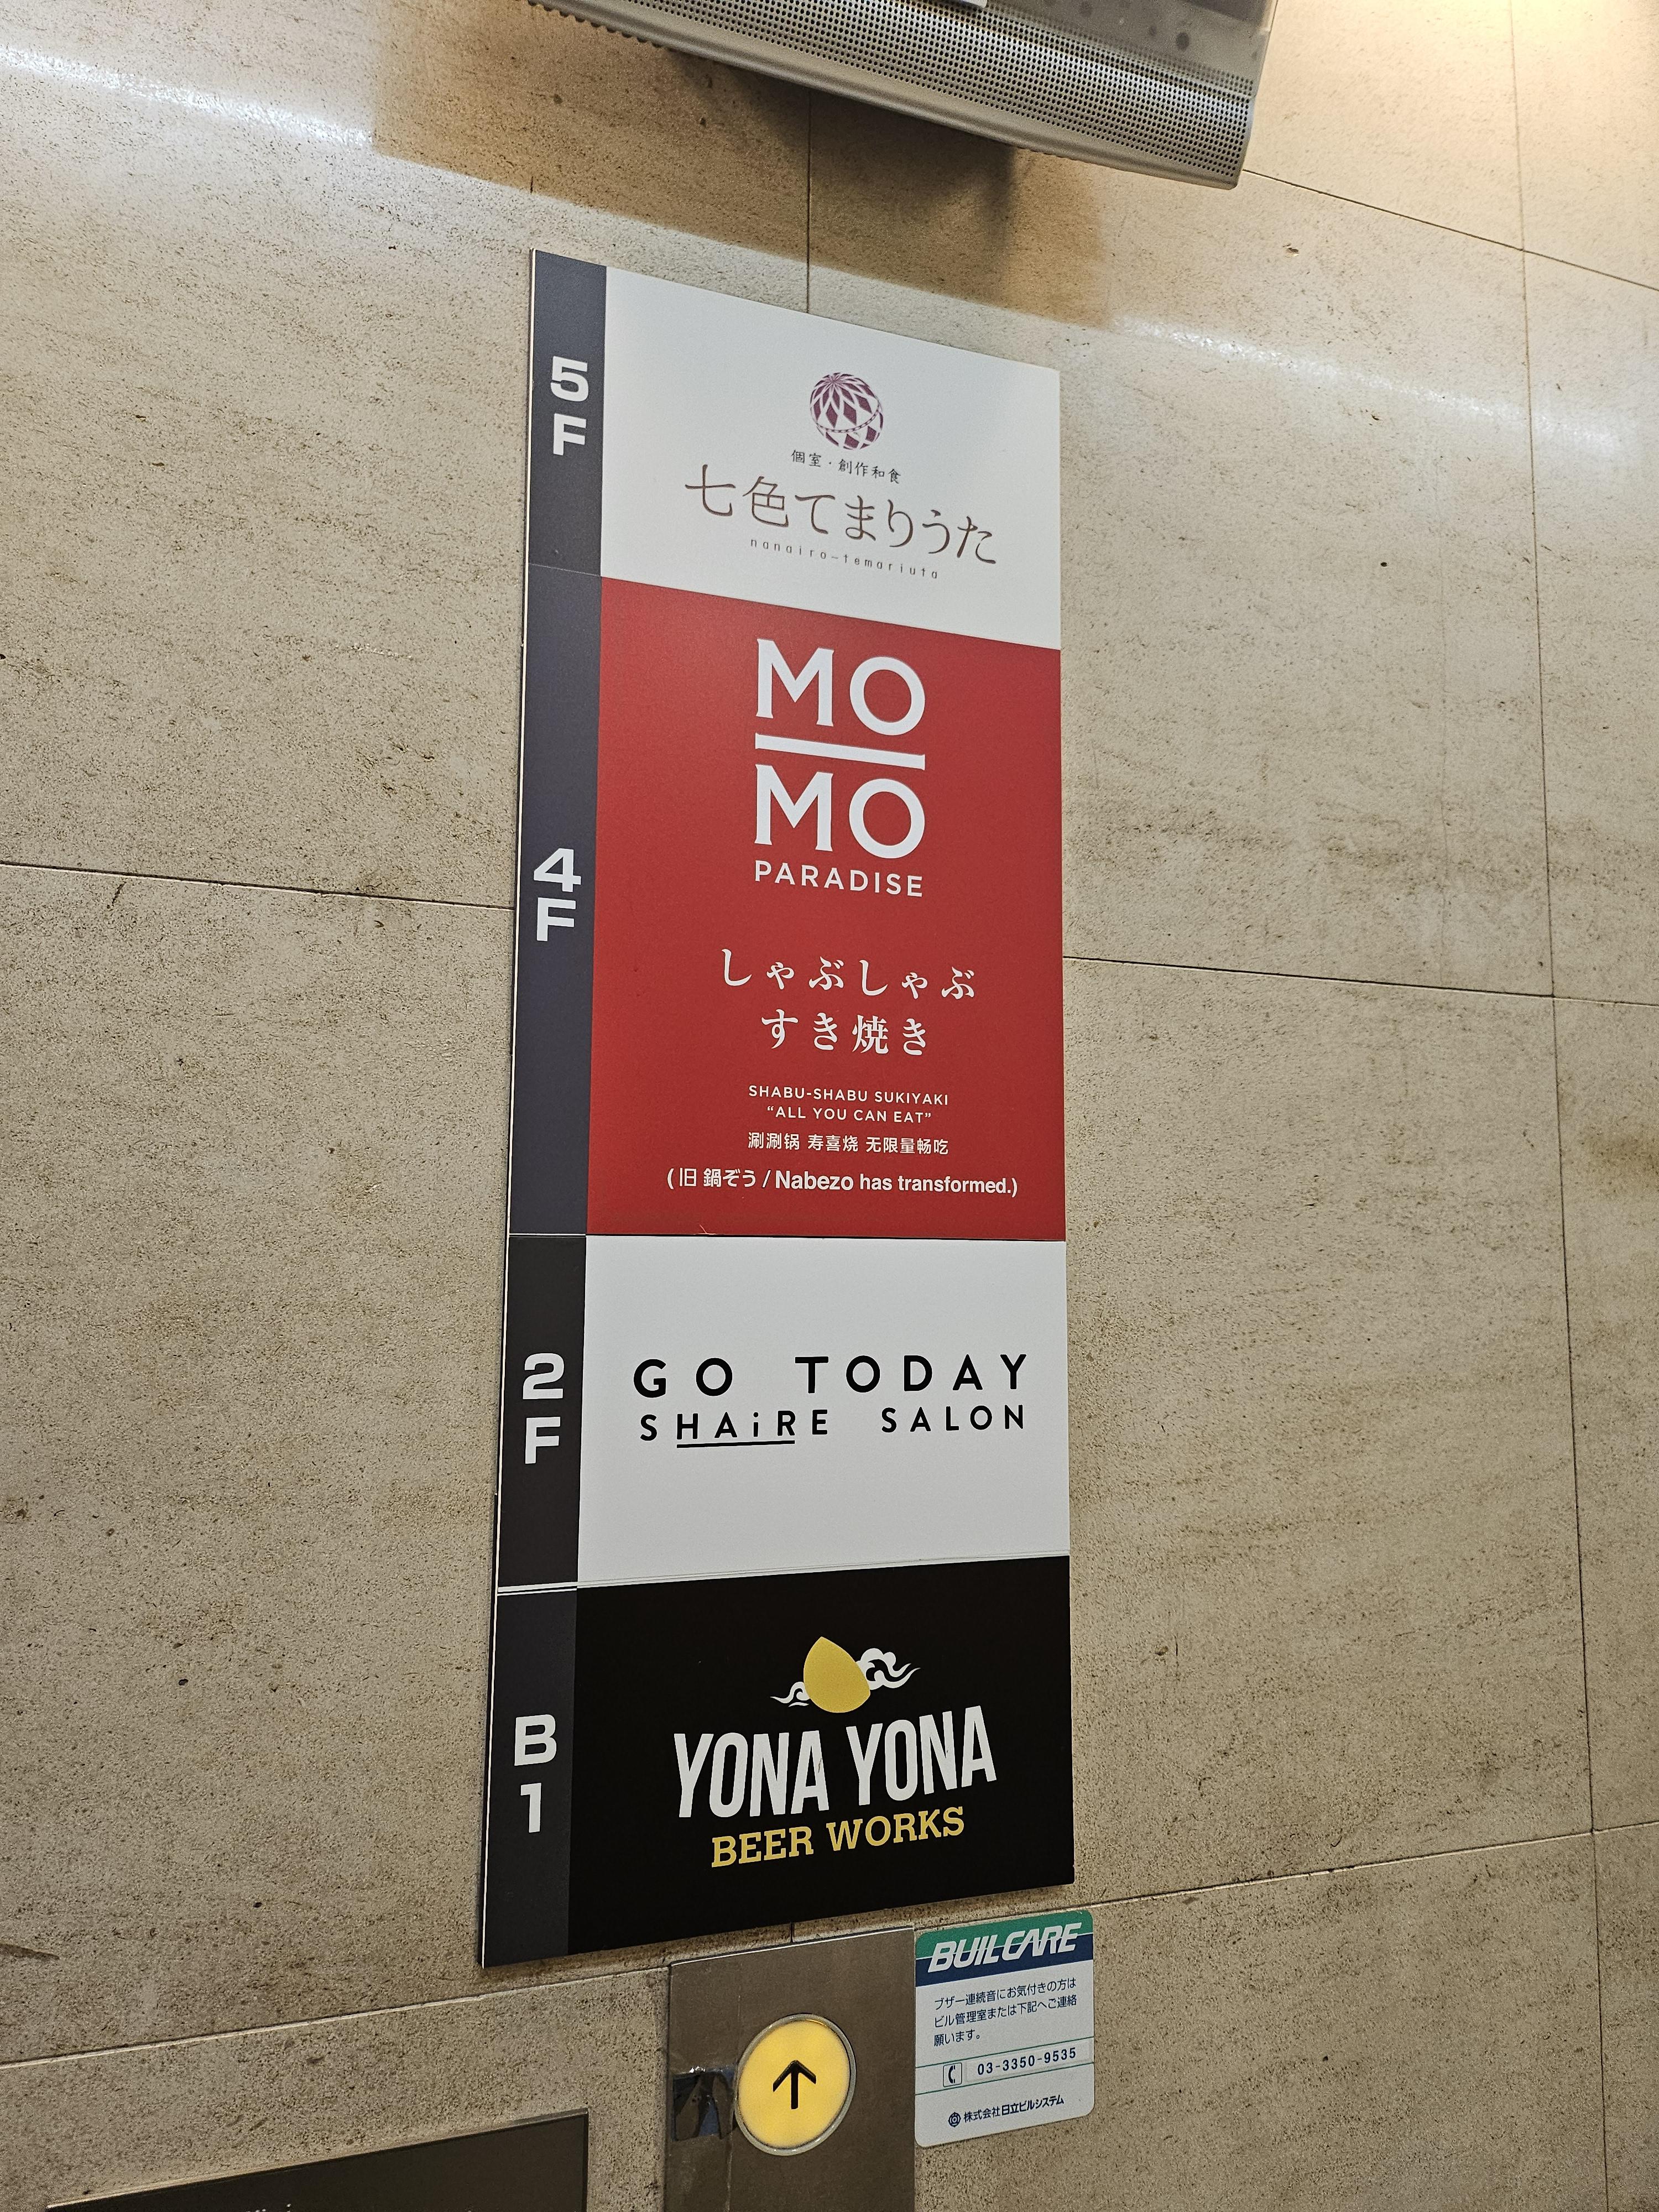 5
F
個室・創作和食
七色てまりうた
nanairo-temariuta
4
F
MO
MO
PARADISE
しゃぶしゃぶ
すき焼き
SHABU-SHABU SUKIYAKI
“ALL YOU CAN EAT”
涮涮锅 寿喜烧 无限量畅吃
(旧 鍋ぞう / Nabezo has transformed.)
2
F
GO TODAY
SHAiRE SALON
B
1
YONA YONA
BEER WORKS
BUILCARE
ブザー連続音にお気付きの方は
ビル管理室または下記へご連絡
願います。
03-3350-9535
株式会社日立ビルシステム